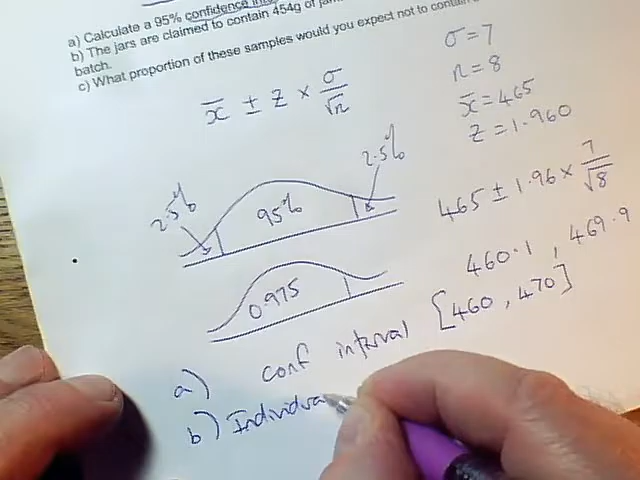 a) Calculate a 95% confidence
b) The jars are claimed to contain 454g of
batch.
c) What proportion of these samples would you expect not to contain
σ = 7
n = 8
x̄ = 465
z = 1.960
x̄ ± z × σ/√n
2.5%
2.5%
95%
465 ± 1.96 × 7/√8
460.1 , 469.9
0.975
a) conf interval [460 , 470]
b) Individua